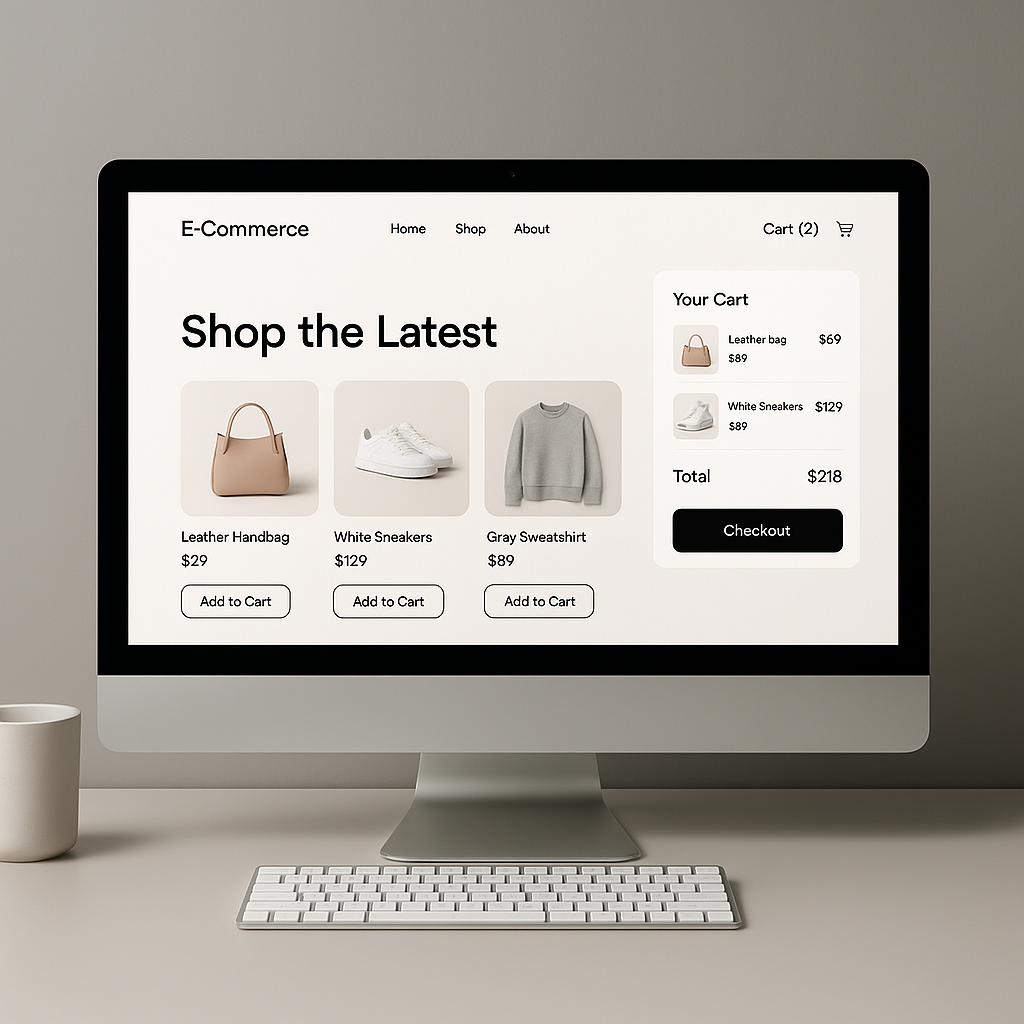 E-Commerce
Home Shop About
Cart (2)
Shop the Latest
Leather Handbag
$29
Add to Cart
White Sneakers
$129
Add to Cart
Gray Sweatshirt
$89
Add to Cart
Your Cart
Leather bag $69
$89
White Sneakers $129
$89
Total $218
Checkout